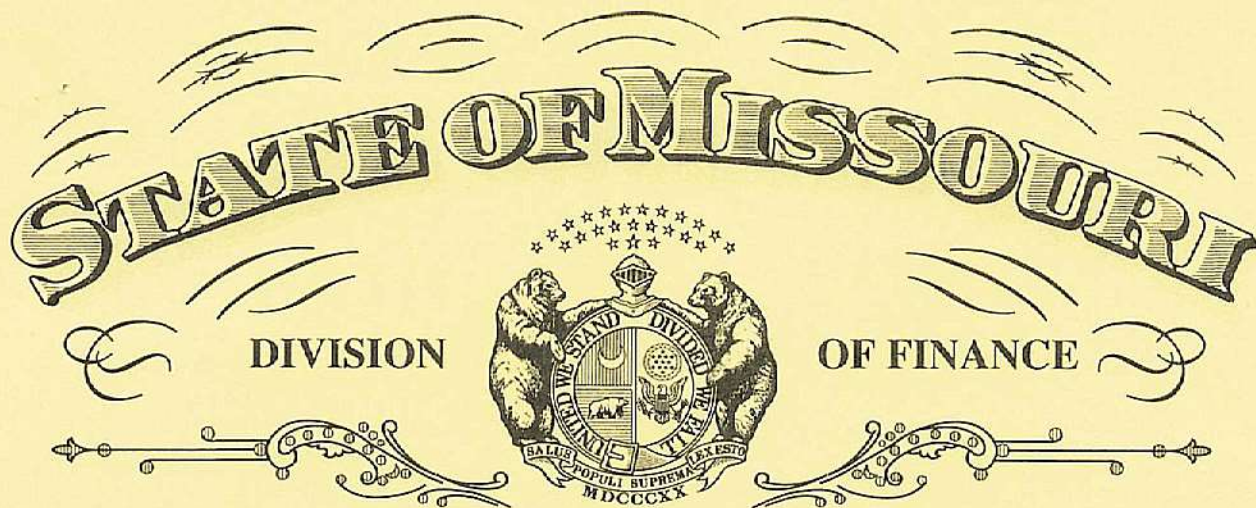 STATE OF MISSOURI
DIVISION OF FINANCE
UNITED WE STAND DIVIDED WE FALL
SALUS POPULI SUPREMA LEX ESTO
MDCCCXX